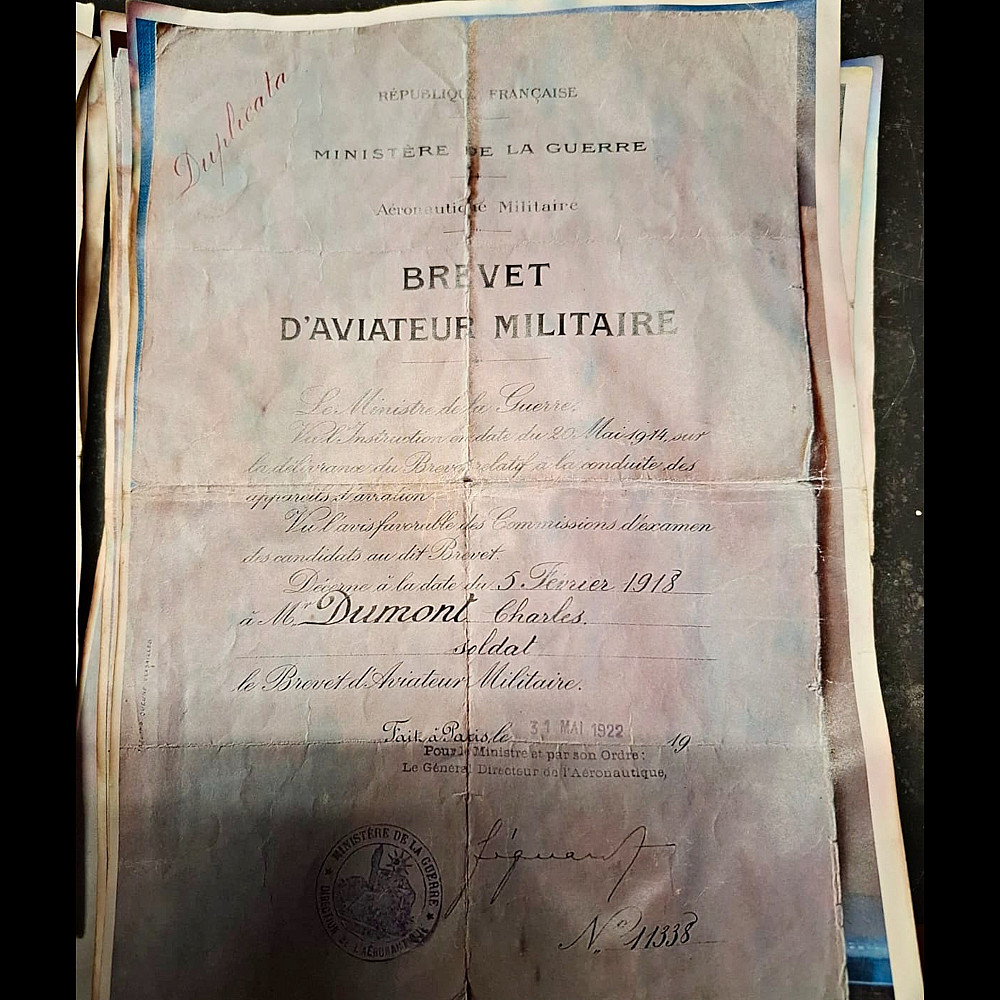 Duplicata
RÉPUBLIQUE FRANÇAISE
MINISTÈRE DE LA GUERRE
Aéronautique Militaire
BREVET
D'AVIATEUR MILITAIRE
Le Ministre de la Guerre,
Vu l'Instruction en date du 20 Mai 1914, sur
la délivrance du Brevet relatif à la conduite des
appareils d'aviation
Vu l'avis favorable des Commissions d'examen
des candidats au dit Brevet.
Décerne à la date du 5 Février 1918
à Mr Dumont Charles.
soldat
le Brevet d'Aviateur Militaire.
Fait à Paris, le 31 MAI 1922 19
Pour le Ministre et par son Ordre:
Le Général Directeur de l'Aéronautique,
MINISTÈRE DE LA GUERRE
DIRECTION DE L'AÉRONAUTIQUE
No 11338